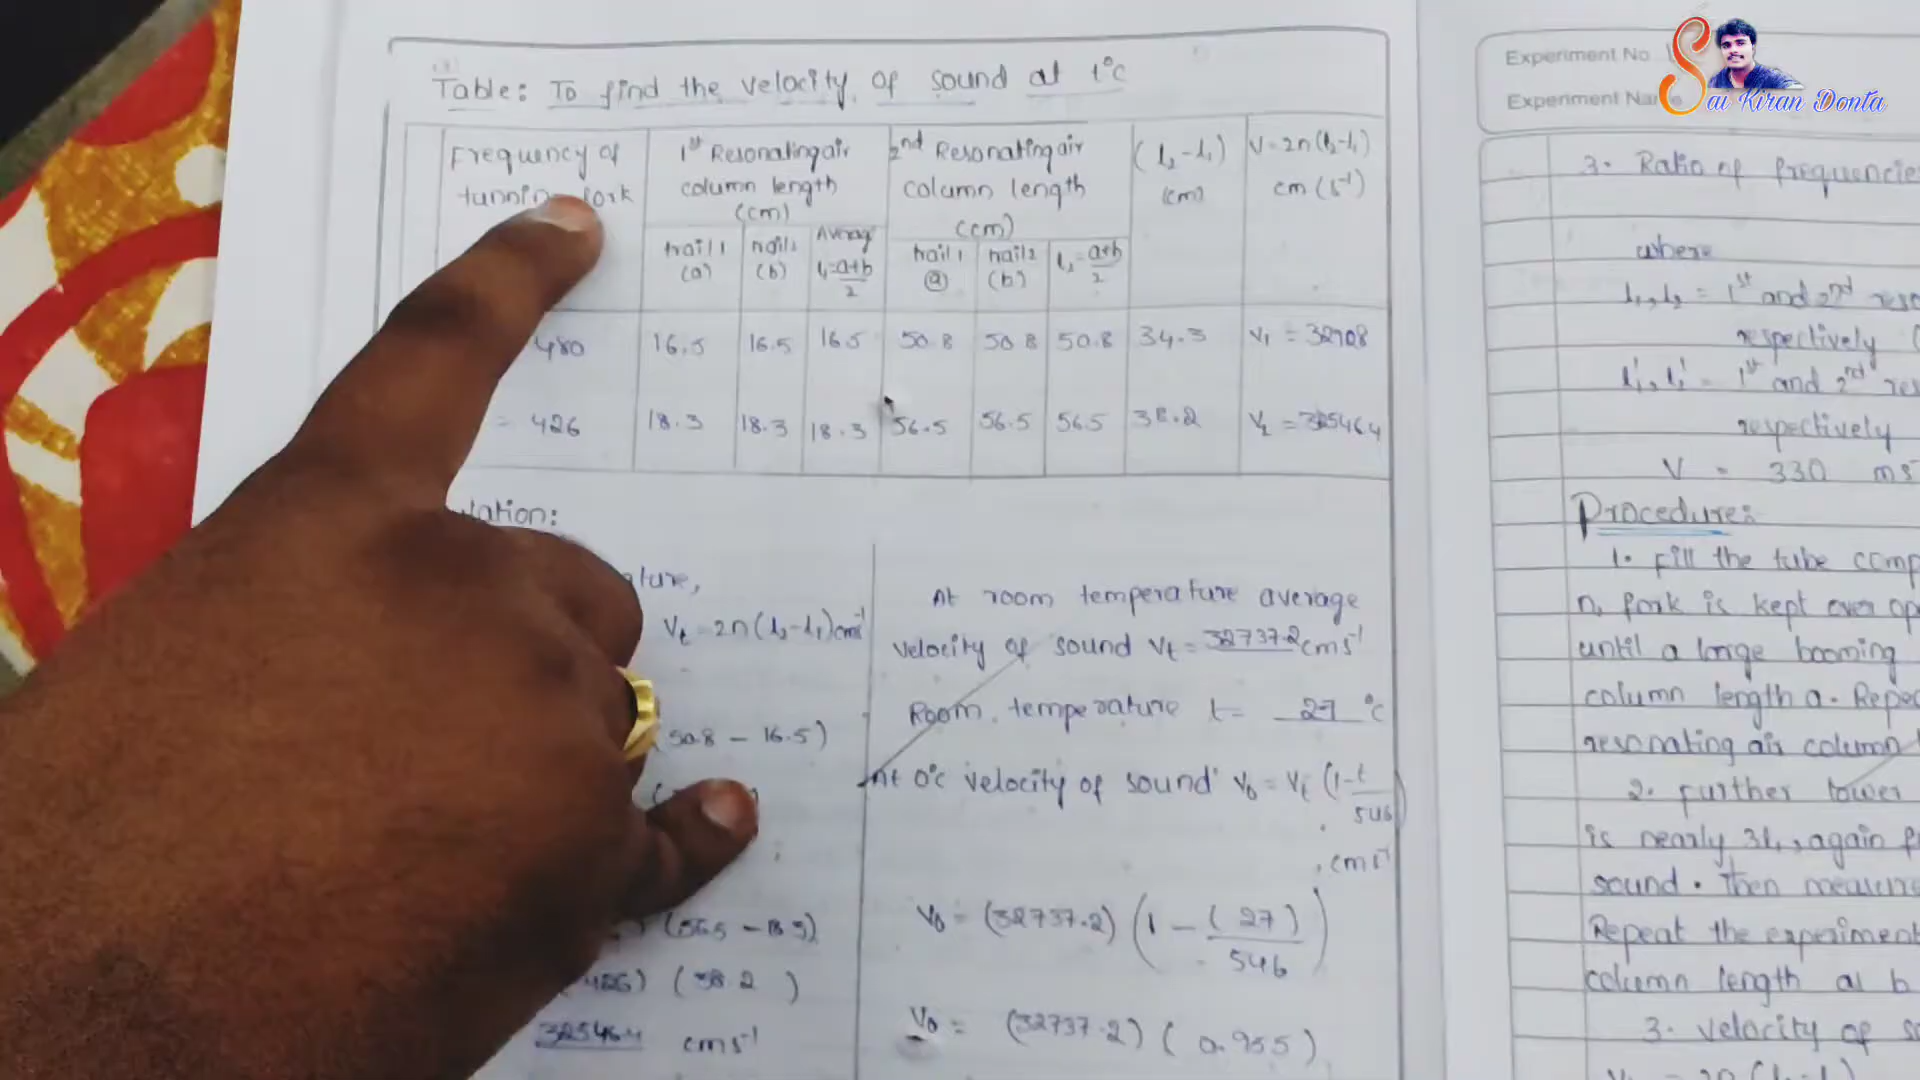 Table: To find the velocity of sound at t°c
Frequency of
tunning fork
1st Resonating air
column length
(cm)
2nd Resonating air
column length
(cm)
(l2-l1)
(cm)
V=2n(l2-l1)
cm(s-1)
trail 1
(a)
trail 2
(b)
Average
l1=a+b/2
trail 1
(a)
trail 2
(b)
l2=a+b/2
480 16.5 16.5 16.5 50.8 50.8 50.8 34.3 V1 = 32928
= 426 18.3 18.3 18.3 56.5 56.5 56.5 38.2 V2 = 32546.4
lation:
ature,
Vt=2n(l2-l1)cms-1
(50.8 - 16.5)
(56.5 - 18.3)
426) (38.2 )
32546.4 cms-1
At room temperature average
velocity of sound Vt = 32737.2 cms-1
Room temperature t = 27 °c
At 0°c velocity of sound V0 = Vt (1-t/546)
cms-1
V0 = (32737.2) (1 - (27)/546)
V0 = (32737.2) (0.955)
Experiment No
Experiment Na
Sai Kiran Donta
3. Ratio of frequencies
where
l1, l2 = 1st and 2nd reso
respectively (
l1', l2' = 1st and 2nd res
respectively
V = 330 ms
Procedure:
1. Fill the tube comp
n, fork is kept over op
until a large booming
column length a. Repea
resonating air column
2. Further lower
is nearly 3l1, again f
sound. Then measure
Repeat the experiment
column length as b
3. velocity of so